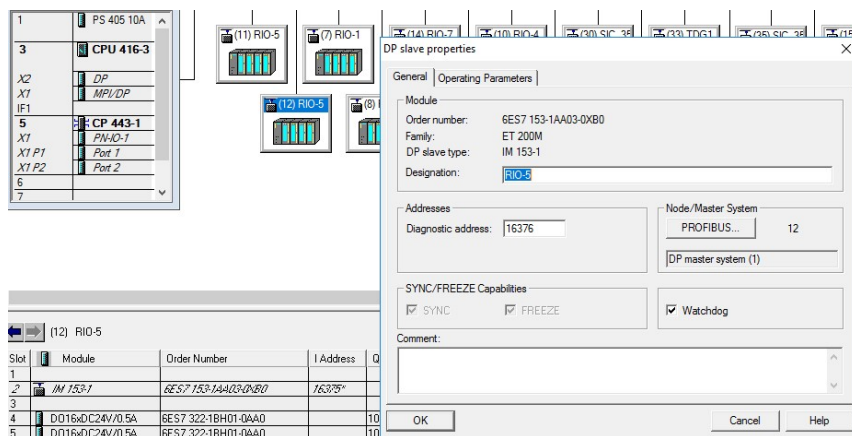 1 PS 405 10A
3 CPU 416-3
X2 DP
X1 MPI/DP
IF1
5 CP 443-1
X1 PN-IO-1
X1 P1 Port 1
X1 P2 Port 2
6
7
(11) RIO-5
(7) RIO-1
(14) RIO-7
(10) RIO-4
(30) SIC_35
(33) TDG1
(35) SIC_3F
(12) RIO-5
DP slave properties
General
Operating Parameters
Module
Order number: 6ES7 153-1AA03-0XB0
Family: ET 200M
DP slave type: IM 153-1
Designation: RIO-5
Addresses
Diagnostic address: 16376
Node/Master System
PROFIBUS... 12
DP master system (1)
SYNC/FREEZE Capabilities
SYNC
FREEZE
Watchdog
Comment:
OK
Cancel
Help
(12) RIO-5
Slot Module Order Number I Address Q
1
2 IM 153-1 6ES7 153-1AA03-0XB0 16375*
3
4 DO16xDC24V/0.5A 6ES7 322-1BH01-0AA0 10
5 DO16xDC24V/0.5A 6ES7 322-1BH01-0AA0 10